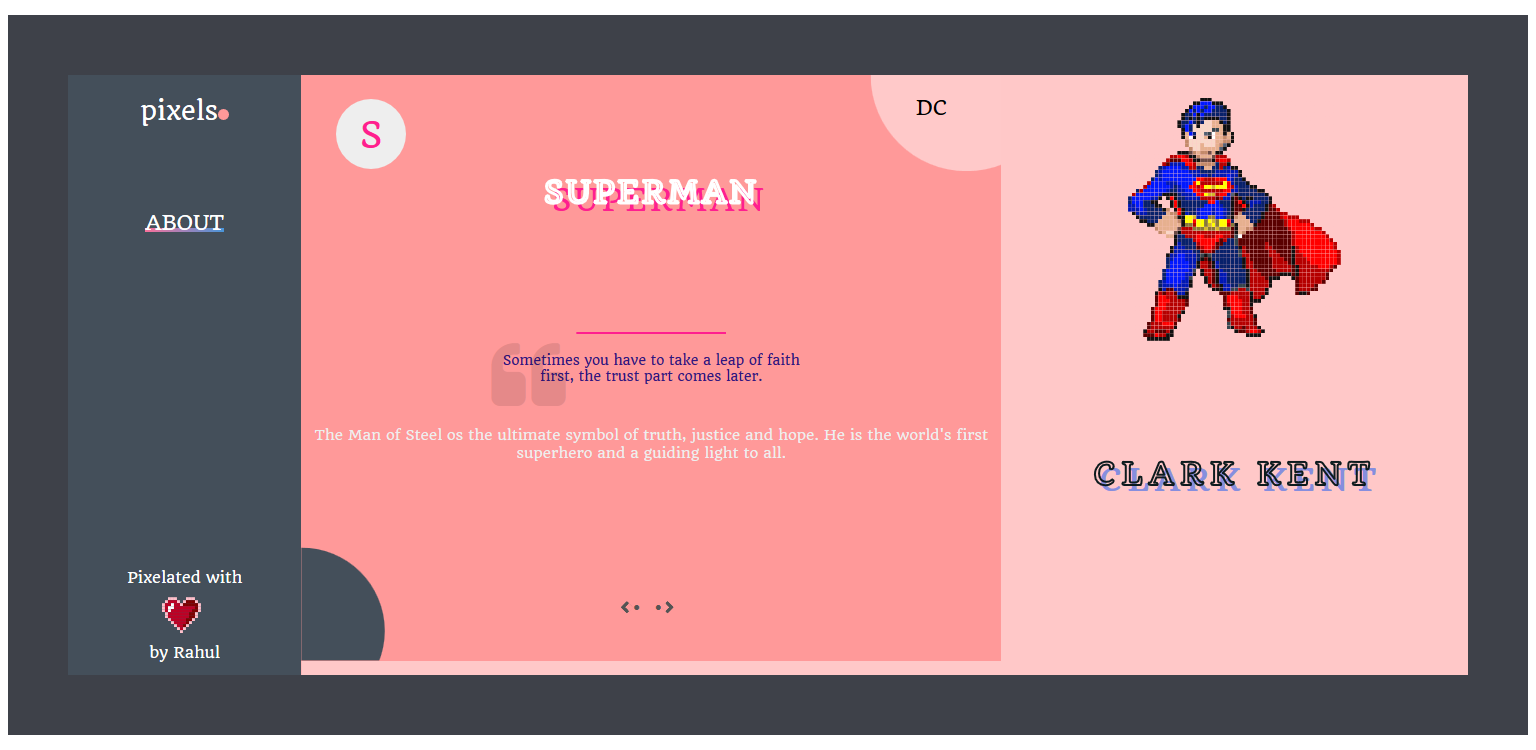 pixels
ABOUT
Pixelated with
by Rahul
S
DC
SUPERMAN
Sometimes you have to take a leap of faith
first, the trust part comes later.
The Man of Steel os the ultimate symbol of truth, justice and hope. He is the world's first
superhero and a guiding light to all.
CLARK KENT